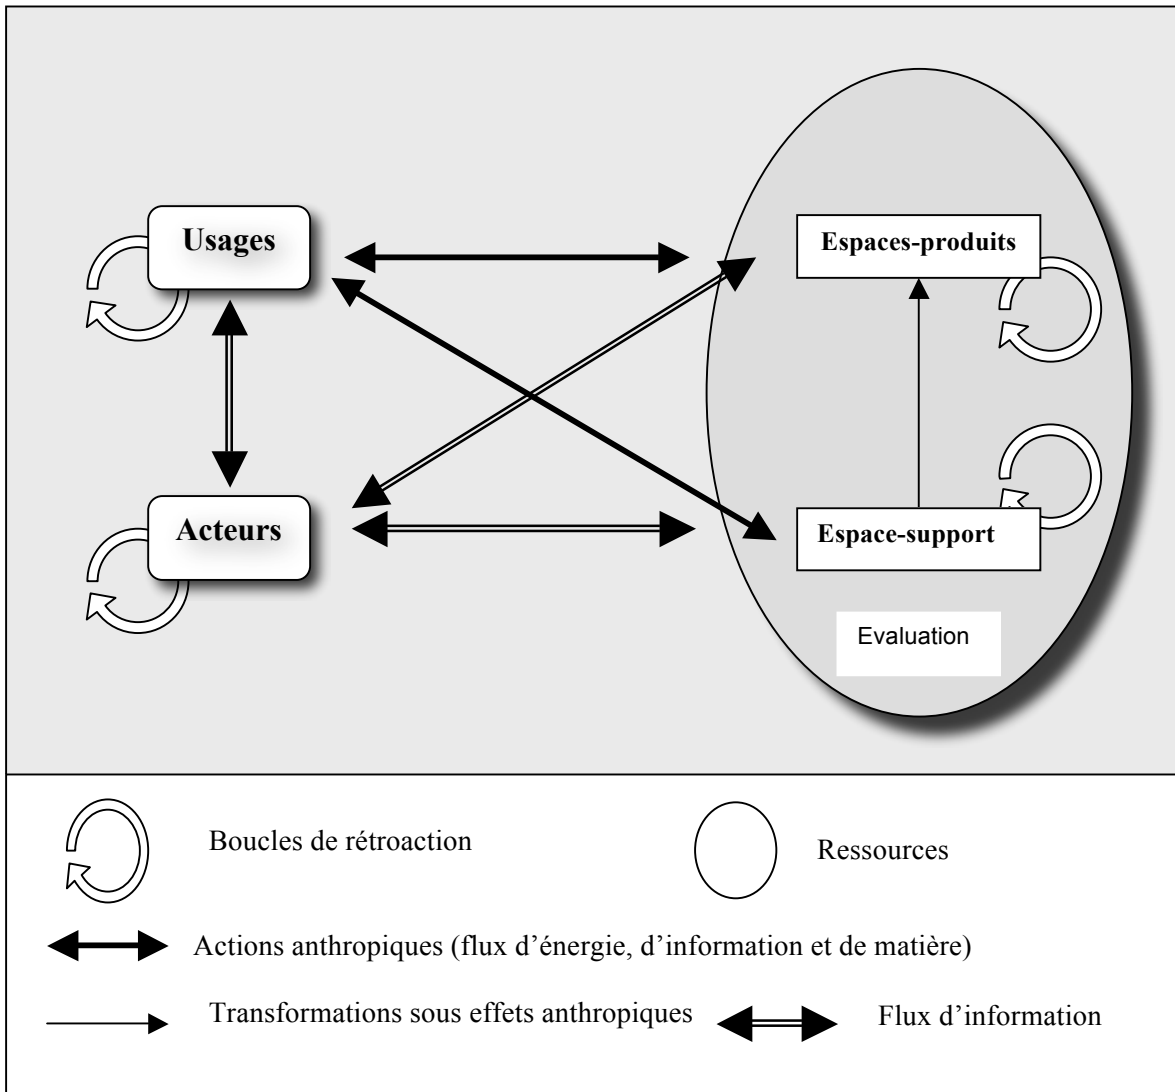 Usages
Espaces-produits
Acteurs
Espace-support
Evaluation
Boucles de rétroaction
Ressources
Actions anthropiques (flux d’énergie, d’information et de matière)
Transformations sous effets anthropiques
Flux d’information